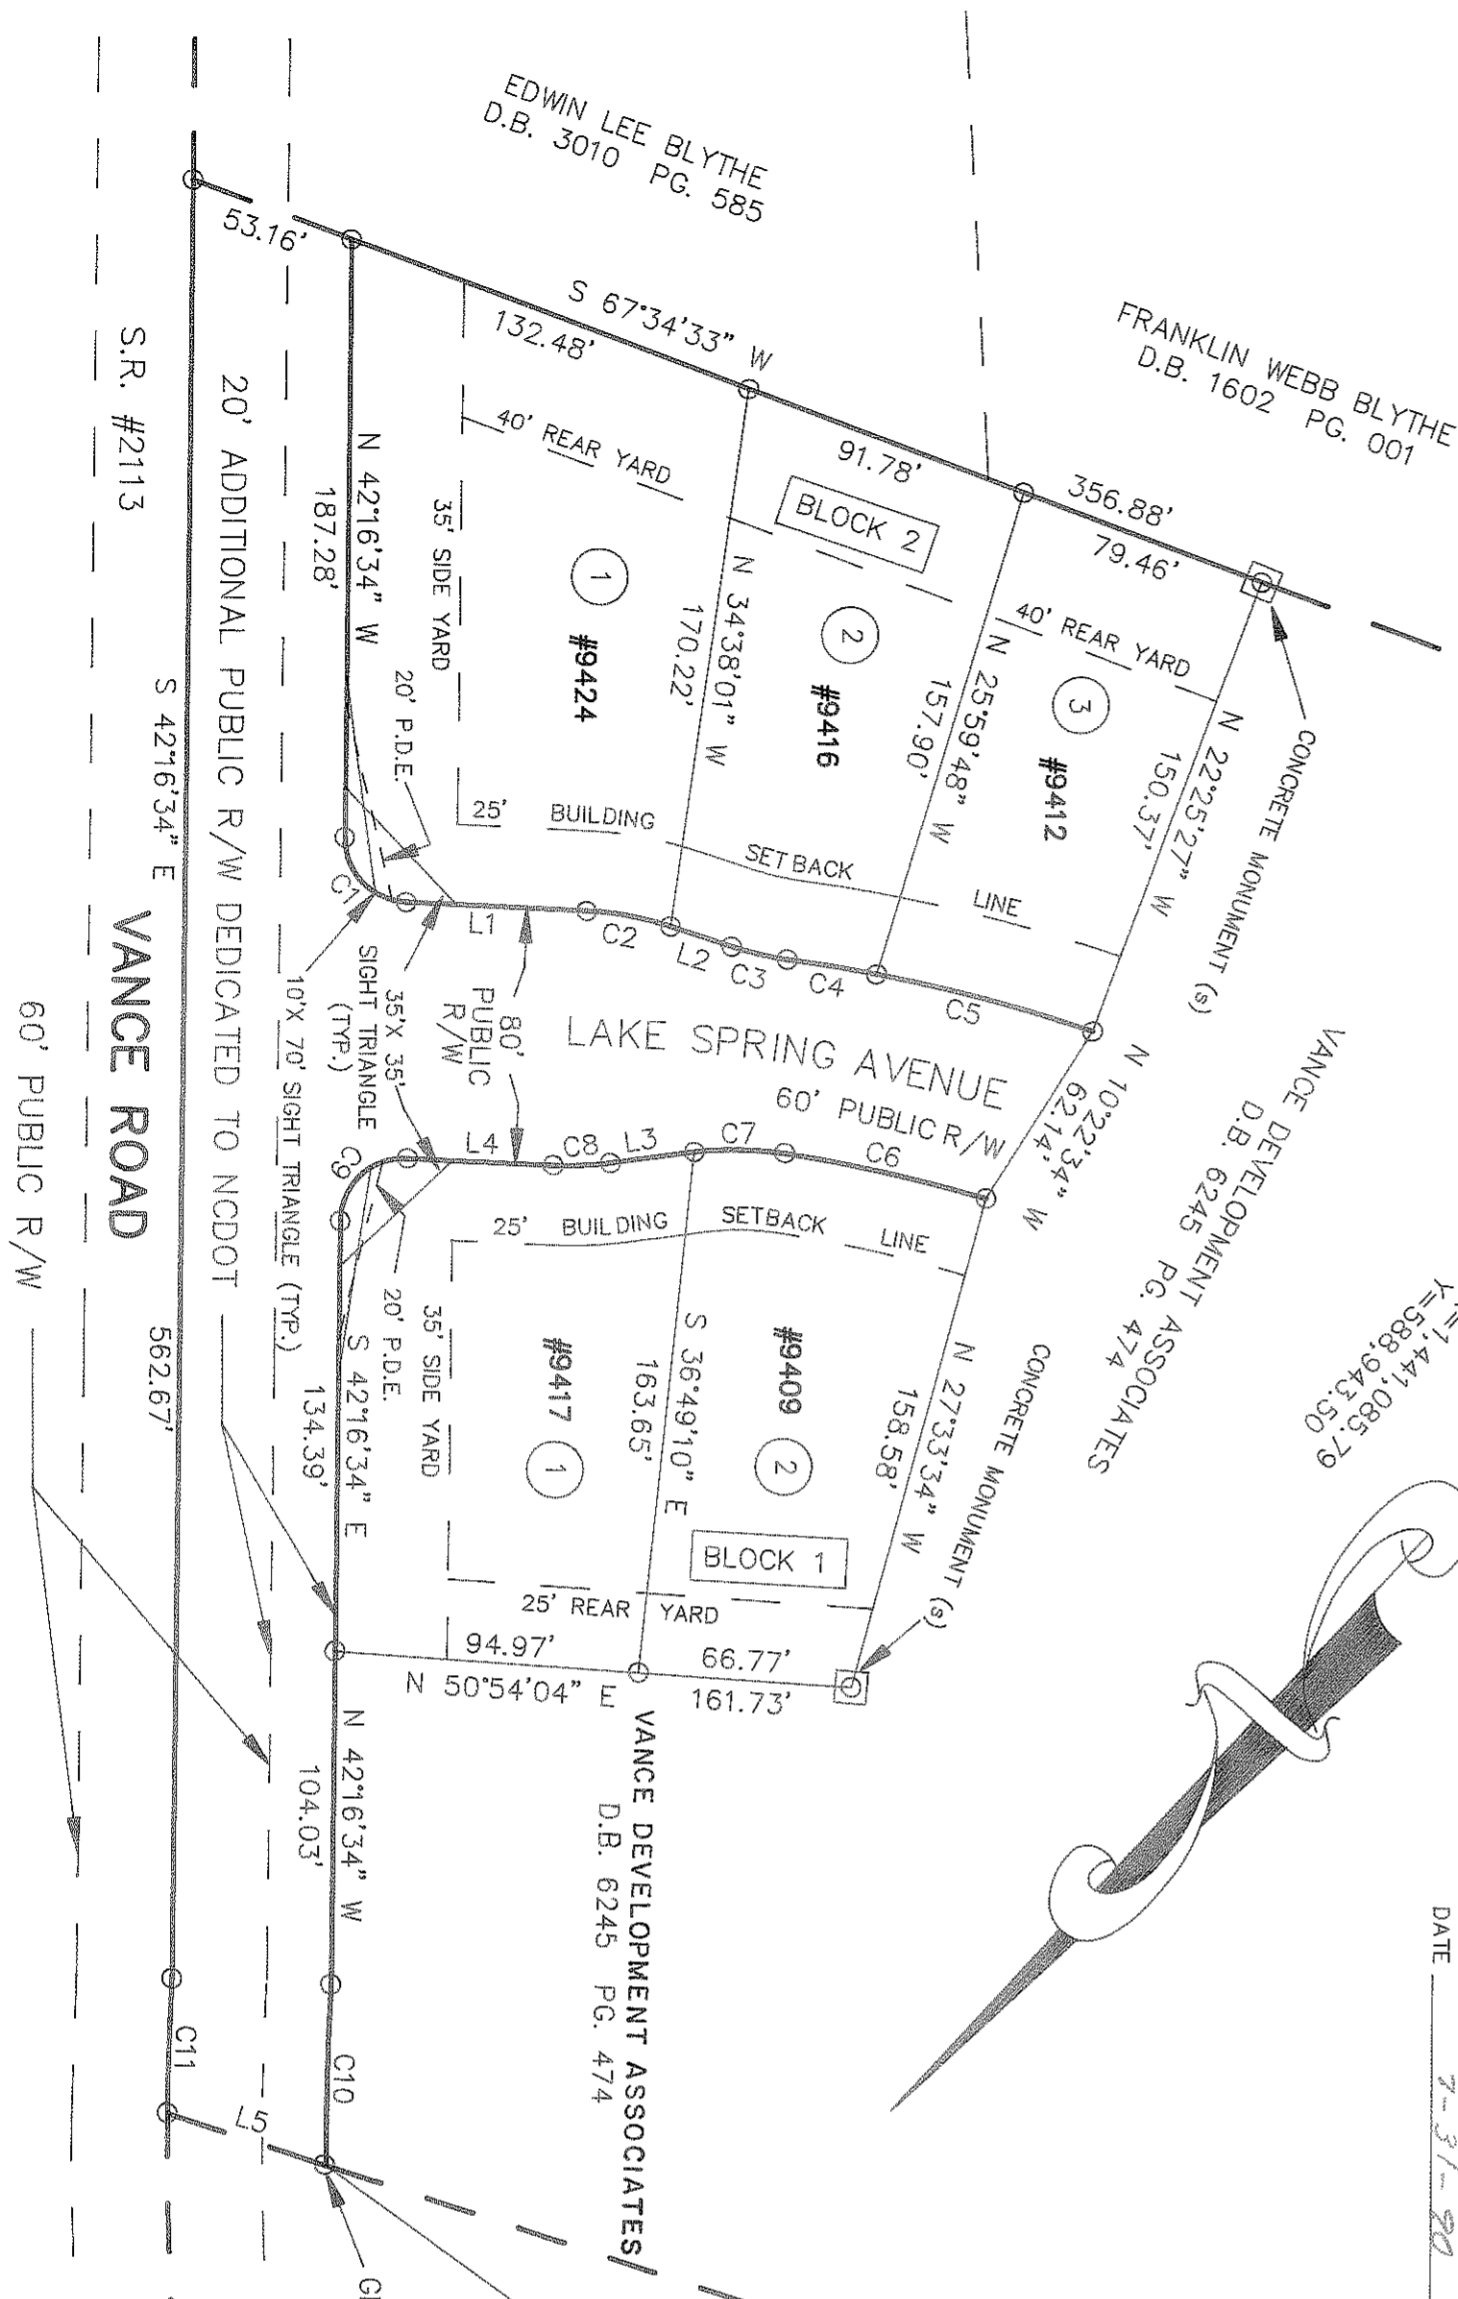 EDWIN LEE BLYTHE
D.B. 3010 PG. 585
FRANKLIN WEBB BLYTHE
D.B. 1602 PG. 001
53.16'
S 67°34'33" W
132.48'
91.78'
356.88'
79.46'
CONCRETE MONUMENT (s)
N 42°16'34" W
187.28'
35' SIDE YARD
40' REAR YARD
BLOCK 2
1
#9424
N 34°38'01" W
170.22'
2
#9416
N 25°59'48" W
157.90'
40' REAR YARD
3
#9412
N 22°25'27" W
150.37'
20' P.D.E.
25' BUILDING SETBACK LINE
C1
L1
C2
L2
C3
C4
C5
10'X 70' SIGHT TRIANGLE (TYP.)
35'X 35'
SIGHT TRIANGLE
(TYP.)
80'
PUBLIC
R/W
LAKE SPRING AVENUE
60' PUBLIC R/W
N 10°22'34" W
62.14'
VANCE DEVELOPMENT ASSOCIATES
D.B. 6245 PG. 474
C9
L4
C8
L3
C7
C6
25' BUILDING SETBACK LINE
20' P.D.E.
35' SIDE YARD
S 42°16'34" E
134.39'
#9417
1
S 36°49'10" E
163.65'
#9409
2
N 27°33'34" W
158.58'
CONCRETE MONUMENT (s)
BLOCK 1
25' REAR YARD
94.97'
66.77'
N 50°54'04" E
161.73'
VANCE DEVELOPMENT ASSOCIATES
D.B. 6245 PG. 474
N 42°16'34" W
104.03'
C10
C11
L5
S.R. #2113
VANCE ROAD
60' PUBLIC R/W
S 42°16'34" E
562.67'
20' ADDITIONAL PUBLIC R/W DEDICATED TO NCDOT
=1,441,085.79
Y=588,943.50
DATE 7-31-90